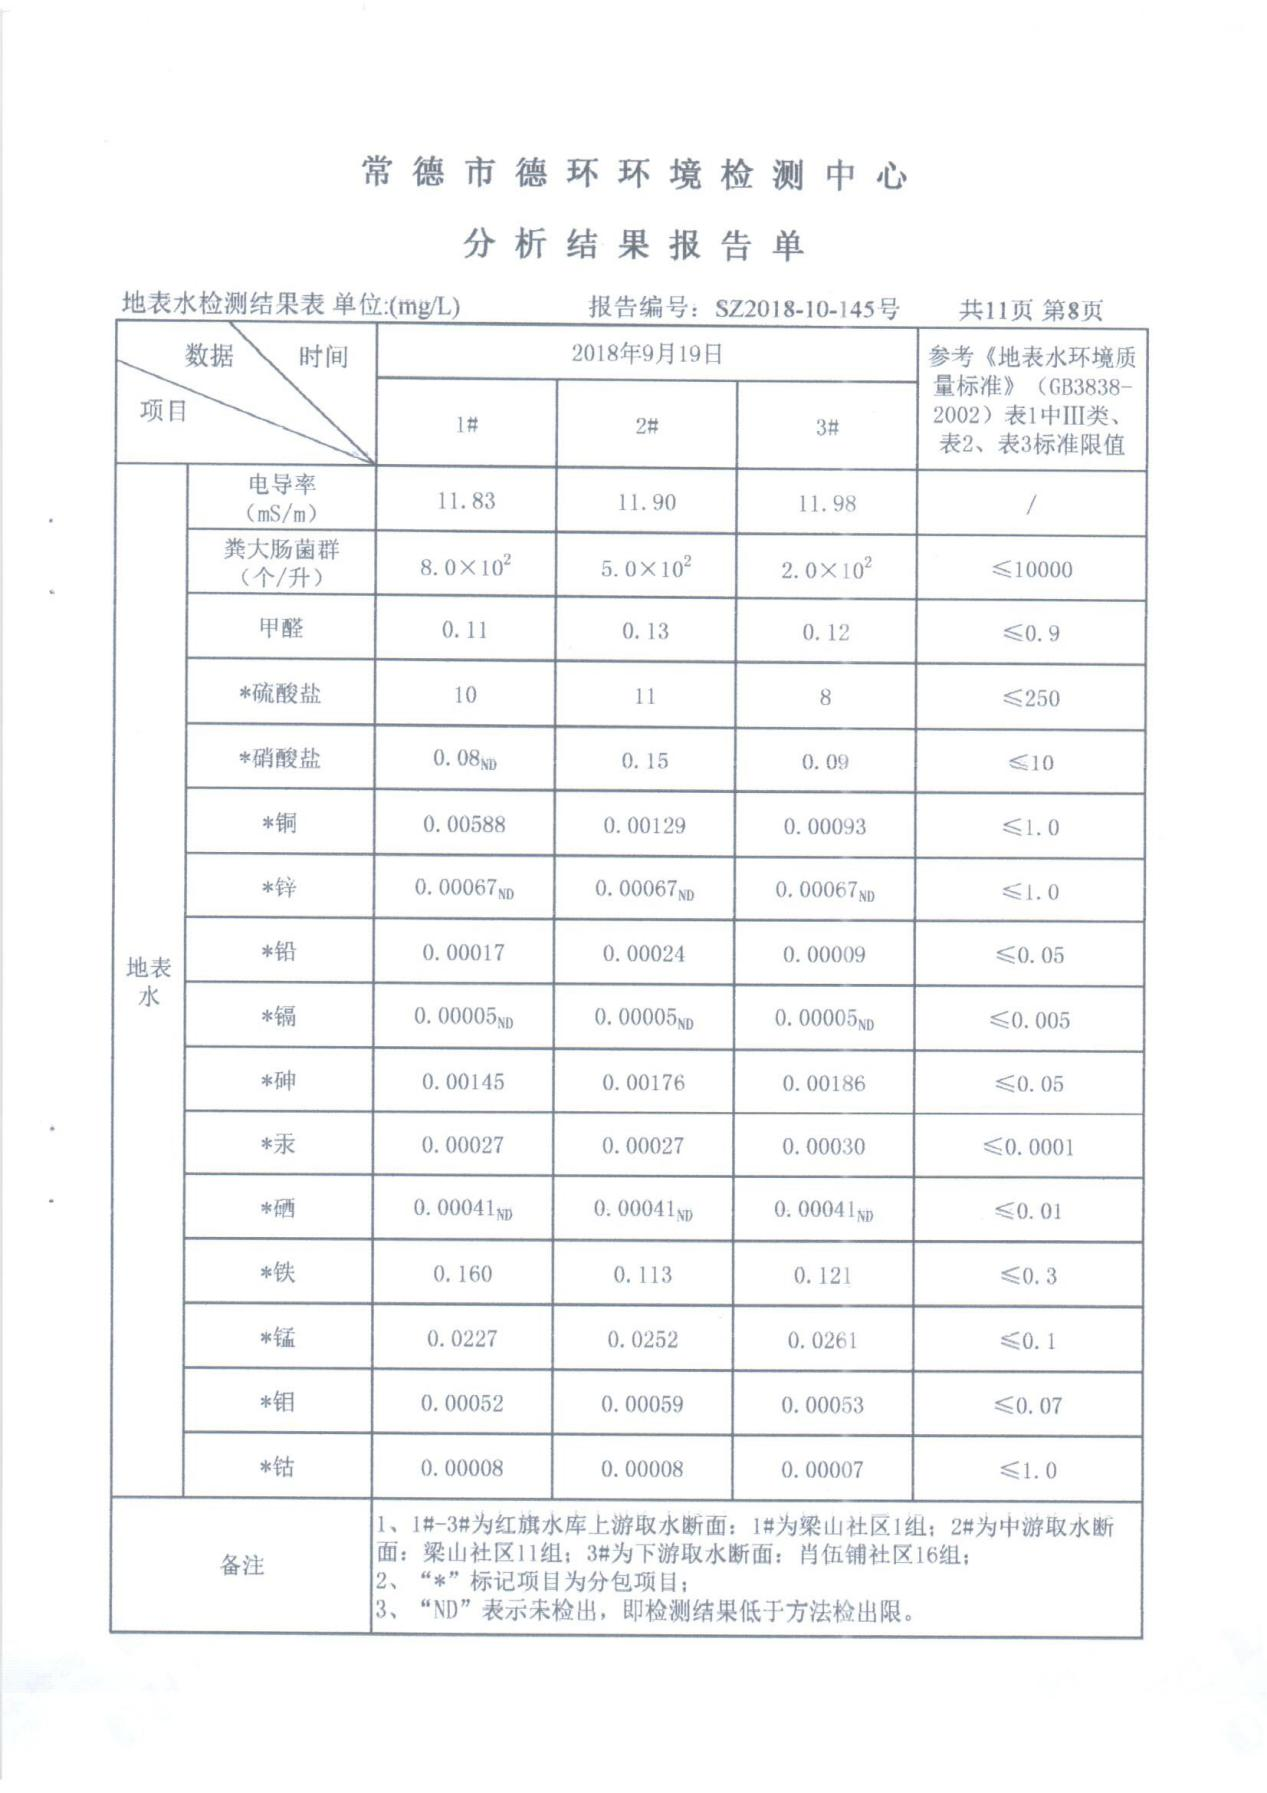 常德市德环环境检测中心
分析结果报告单
地表水检测结果表 单位:(mg/L) 报告编号：SZ2018-10-145号 共11页 第8页
数据 时间 项目 2018年9月19日 参考《地表水环境质
量标准》（GB3838-
2002）表1中III类、
表2、表3标准限值
1# 2# 3#
地表
水
电导率
（mS/m） 11.83 11.90 11.98 /
粪大肠菌群
（个/升） 8.0×10² 5.0×10² 2.0×10² ≤10000
甲醛 0.11 0.13 0.12 ≤0.9
*硫酸盐 10 11 8 ≤250
*硝酸盐 0.08ND 0.15 0.09 ≤10
*铜 0.00588 0.00129 0.00093 ≤1.0
*锌 0.00067ND 0.00067ND 0.00067ND ≤1.0
*铅 0.00017 0.00024 0.00009 ≤0.05
*镉 0.00005ND 0.00005ND 0.00005ND ≤0.005
*砷 0.00145 0.00176 0.00186 ≤0.05
*汞 0.00027 0.00027 0.00030 ≤0.0001
*硒 0.00041ND 0.00041ND 0.00041ND ≤0.01
*铁 0.160 0.113 0.121 ≤0.3
*锰 0.0227 0.0252 0.0261 ≤0.1
*钼 0.00052 0.00059 0.00053 ≤0.07
*钴 0.00008 0.00008 0.00007 ≤1.0
备注
1、1#-3#为红旗水库上游取水断面：1#为梁山社区1组；2#为中游取水断
面：梁山社区11组；3#为下游取水断面：肖伍铺社区16组；
2、“*”标记项目为分包项目；
3、“ND”表示未检出，即检测结果低于方法检出限。